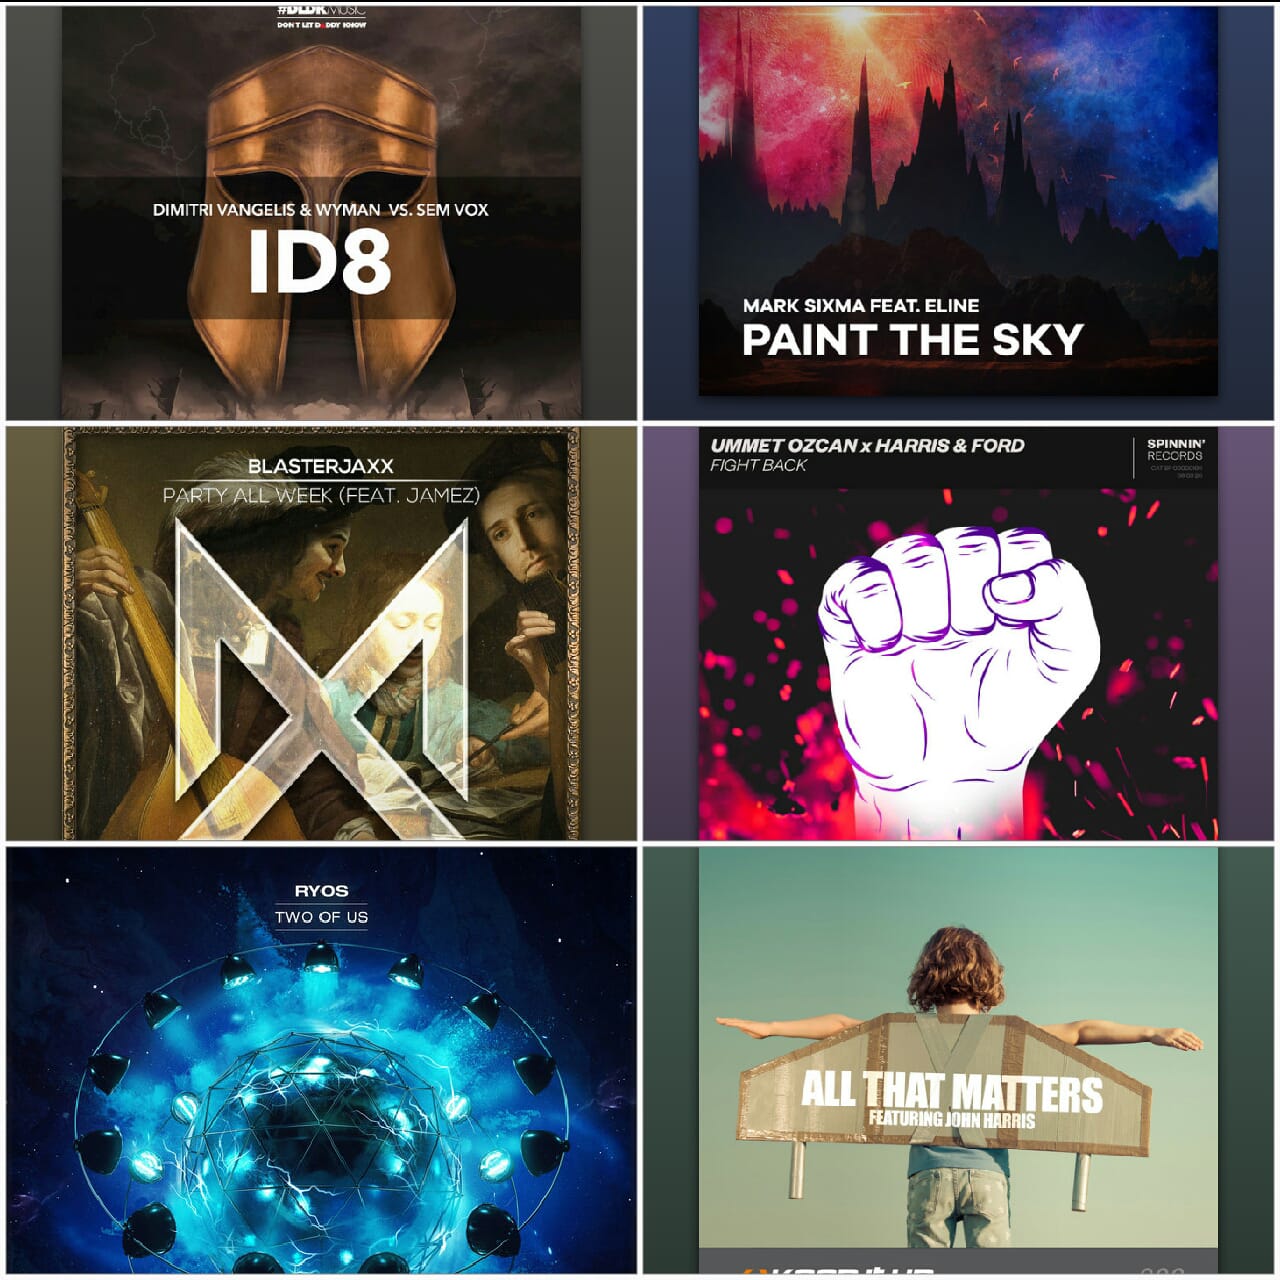 #DLDK MUSIC
DON'T LET DADDY KNOW
DIMITRI VANGELIS & WYMAN VS. SEM VOX
ID8
MARK SIXMA FEAT. ELINE
PAINT THE SKY
BLASTERJAXX
PARTY ALL WEEK (FEAT. JAMEZ)
UMMET OZCAN x HARRIS & FORD
FIGHT BACK
SPINNIN'
RECORDS
RYOS
TWO OF US
ALL THAT MATTERS
FEATURING JOHN HARRIS